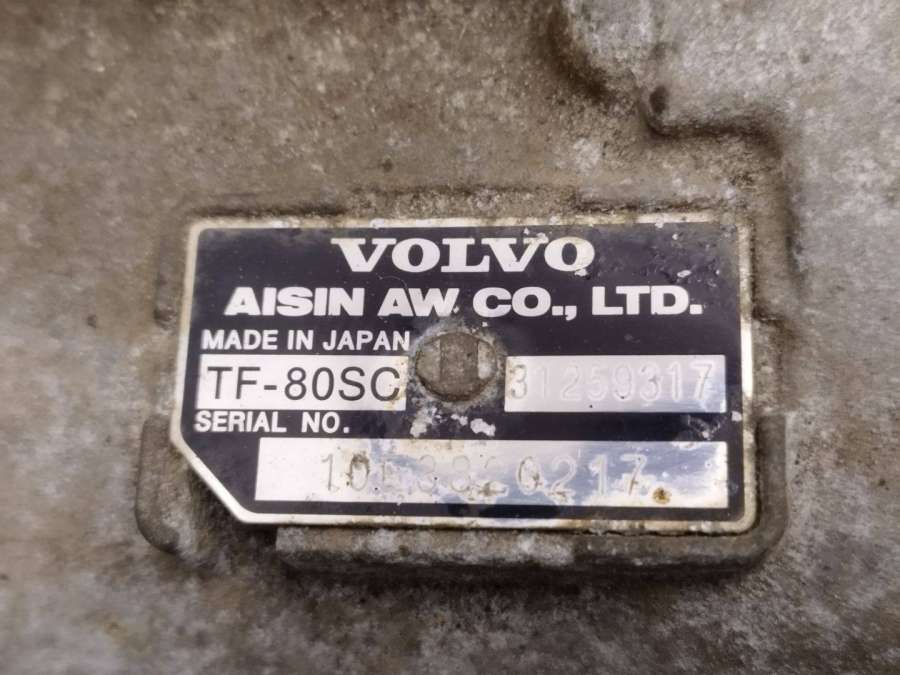 VOLVO
AISIN AW CO., LTD.
MADE IN JAPAN
TF-80SC 31259317
SERIAL NO.